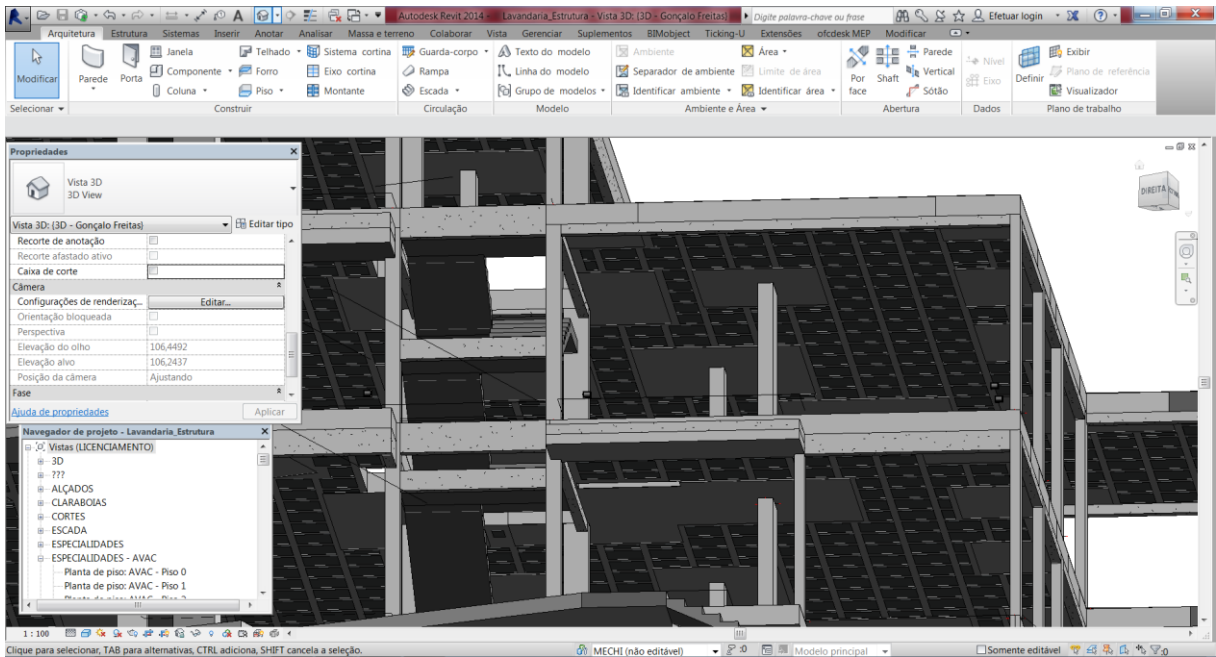 Autodesk Revit 2014 - Lavandaria_Estrutura - Vista 3D: {3D - Gonçalo Freitas} Digite palavra-chave ou frase Efetuar login
Arquitetura Estrutura Sistemas Inserir Anotar Analisar Massa e terreno Colaborar Vista Gerenciar Suplementos BIMobject Ticking-U Extensões ofcdesk MEP Modificar
Janela Telhado Sistema cortina Guarda-corpo Texto do modelo Ambiente Área Parede Nível Exibir
Modificar Parede Porta Componente Forro Eixo cortina Rampa Linha do modelo Separador de ambiente Limite de área Por face Shaft Vertical Eixo Definir Plano de referência
Coluna Piso Montante Escada Grupo de modelos Identificar ambiente Identificar área Sótão Visualizador
Selecionar Construir Circulação Modelo Ambiente e Área Abertura Dados Plano de trabalho
Propriedades
Vista 3D
3D View
DIREITA
Vista 3D: {3D - Gonçalo Freitas} Editar tipo
Recorte de anotação
Recorte afastado ativo
Caixa de corte
Câmera
Configurações de renderizaç... Editar...
Orientação bloqueada
Perspectiva
Elevação do olho 106,4492
Elevação alvo 106,2437
Posição da câmera Ajustando
Fase
Ajuda de propriedades Aplicar
Navegador de projeto - Lavandaria_Estrutura
Vistas (LICENCIAMENTO)
3D
???
ALÇADOS
CLARABOIAS
CORTES
ESCADA
ESPECIALIDADES
ESPECIALIDADES - AVAC
Planta de piso: AVAC - Piso 0
Planta de piso: AVAC - Piso 1
Planta de piso: AVAC - Piso 2
1 : 100
Clique para selecionar, TAB para alternativas, CTRL adiciona, SHIFT cancela a seleção. MECHI (não editável) :0 Modelo principal Somente editável :0